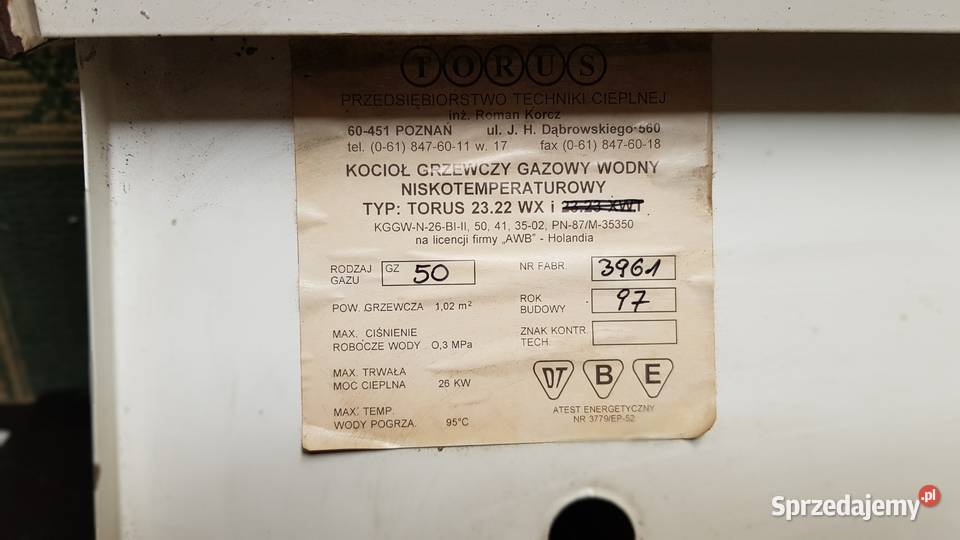 TORUS
PRZEDSIĘBIORSTWO TECHNIKI CIEPLNEJ
inż. Roman Korcz
60-451 POZNAŃ ul. J. H. Dąbrowskiego 560
tel. (0-61) 847-60-11 w. 17 fax (0-61) 847-60-18
KOCIOŁ GRZEWCZY GAZOWY WODNY
NISKOTEMPERATUROWY
TYP: TORUS 23.22 WX i 23.23 XWT
KGGW-N-26-BI-II, 50, 41, 35-02, PN-87/M-35350
na licencji firmy „AWB" - Holandia
RODZAJ GAZU GZ 50
POW. GRZEWCZA 1,02 m²
MAX. CIŚNIENIE
ROBOCZE WODY 0,3 MPa
MAX. TRWAŁA
MOC CIEPLNA 26 KW
MAX. TEMP.
WODY POGRZA. 95°C
NR FABR. 3961
ROK
BUDOWY 97
ZNAK KONTR.
TECH.
DT B E
ATEST ENERGETYCZNY
NR 3779/EP-52
Sprzedajemy.pl